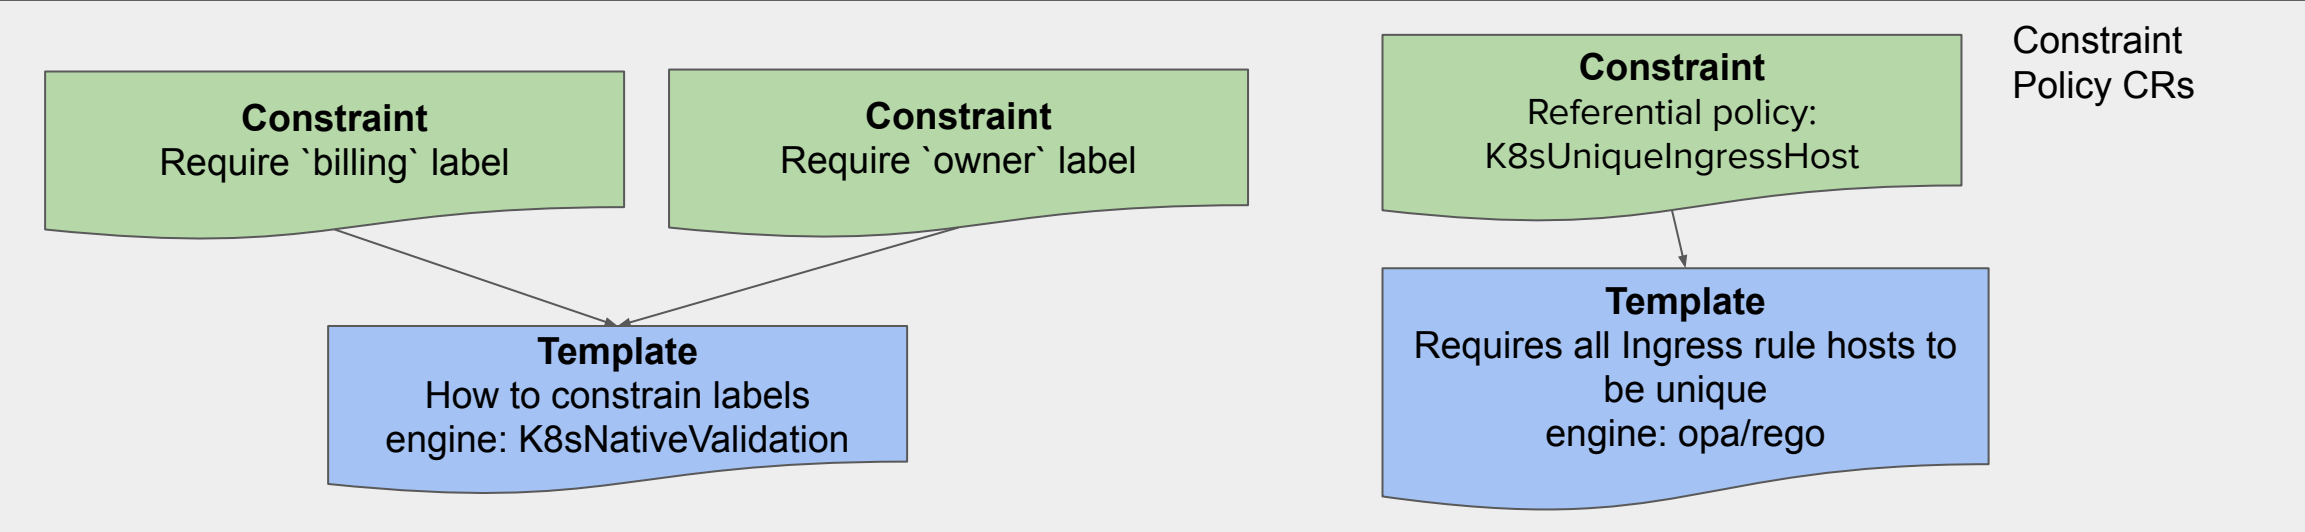 Constraint
Require `billing` label
Constraint
Require `owner` label
Constraint
Referential policy:
K8sUniqueIngressHost
Constraint
Policy CRs
Template
How to constrain labels
engine: K8sNativeValidation
Template
Requires all Ingress rule hosts to
be unique
engine: opa/rego